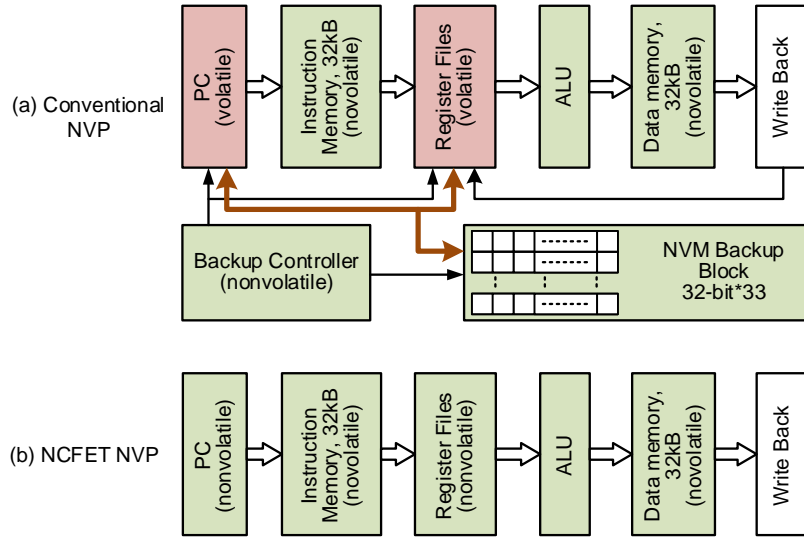 (a) Conventional
NVP
PC
(volatile)
Instruction
Memory, 32kB
(novolatile)
Register Files
(volatile)
ALU
Data memory,
32kB
(novolatile)
Write Back
Backup Controller
(nonvolatile)
NVM Backup
Block
32-bit*33
(b) NCFET NVP
PC
(nonvolatile)
Instruction
Memory, 32kB
(novolatile)
Register Files
(nonvolatile)
ALU
Data memory,
32kB
(novolatile)
Write Back